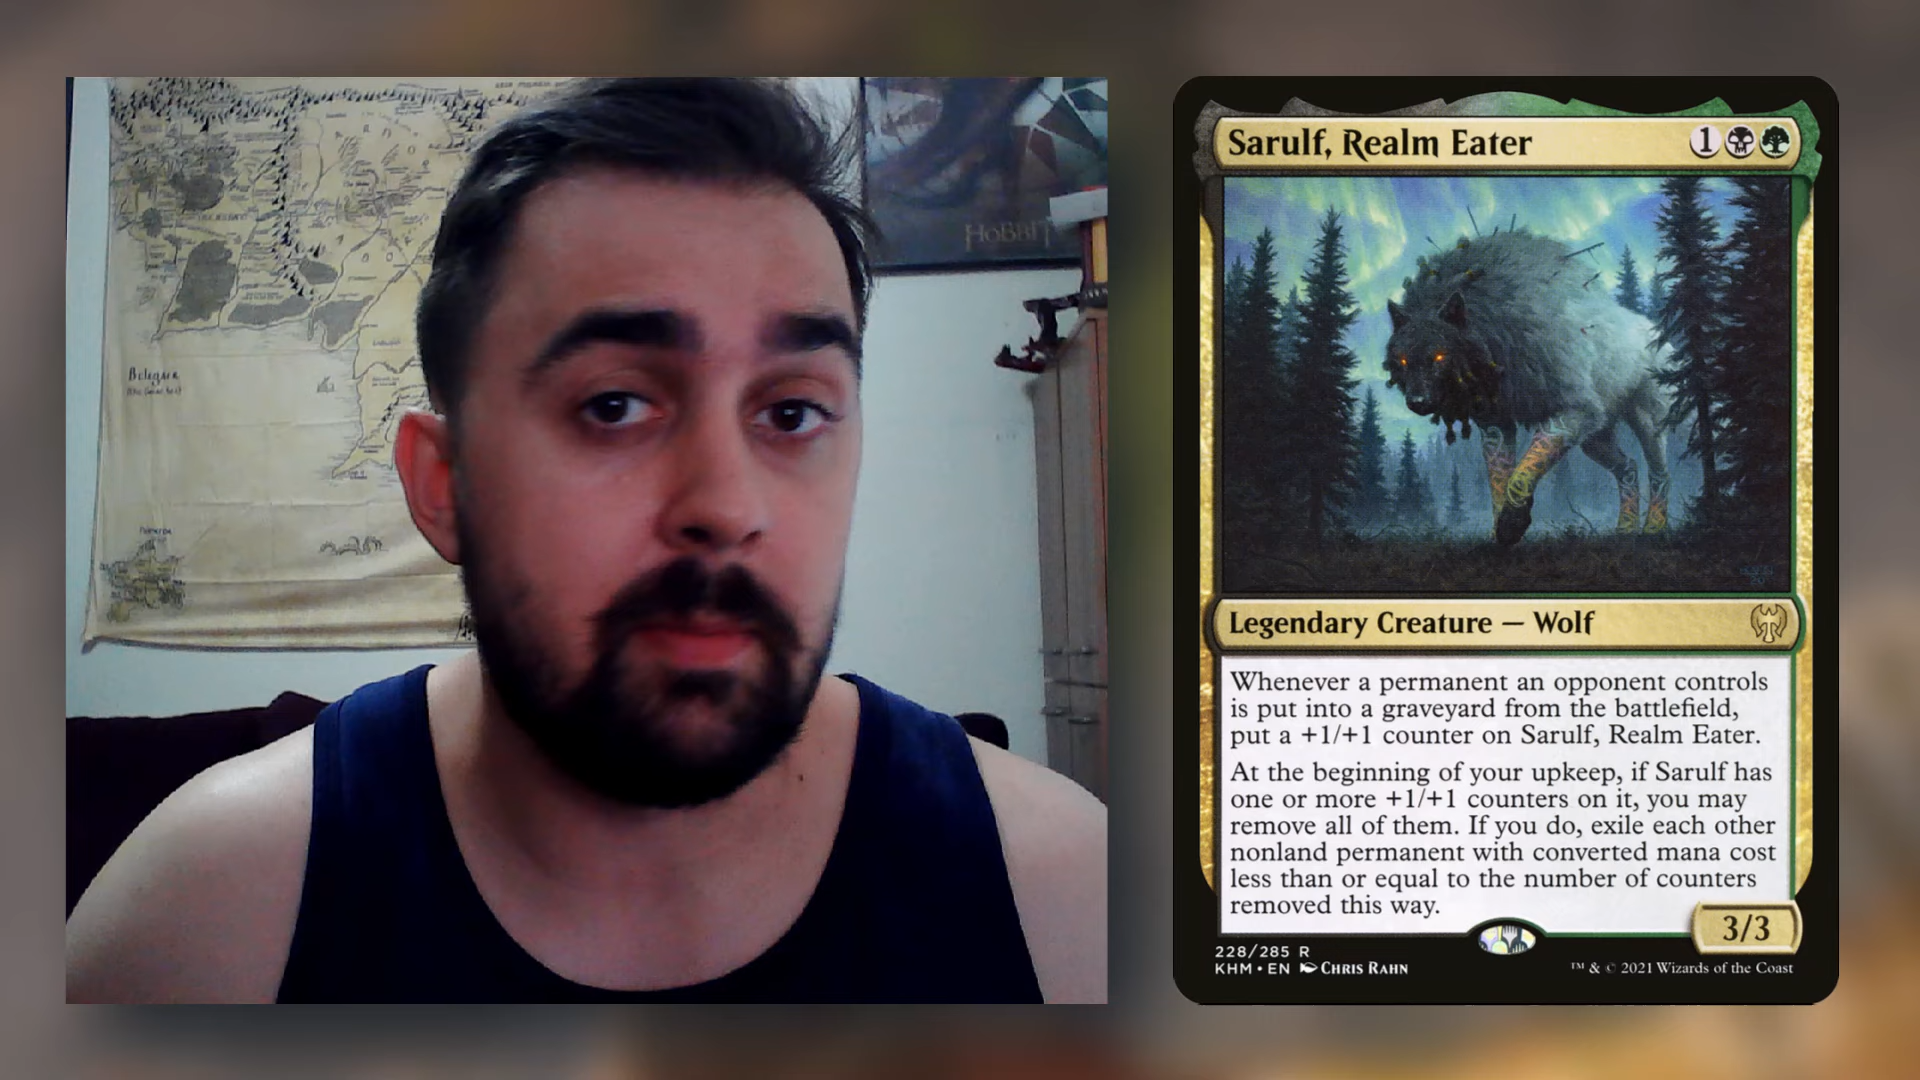 Belegaer
HOBBIT
Sarulf, Realm Eater
1
Legendary Creature — Wolf
Whenever a permanent an opponent controls
is put into a graveyard from the battlefield,
put a +1/+1 counter on Sarulf, Realm Eater.
At the beginning of your upkeep, if Sarulf has
one or more +1/+1 counters on it, you may
remove all of them. If you do, exile each other
nonland permanent with converted mana cost
less than or equal to the number of counters
removed this way.
3/3
228/285 R
KHM • EN Chris Rahn
™ & © 2021 Wizards of the Coast